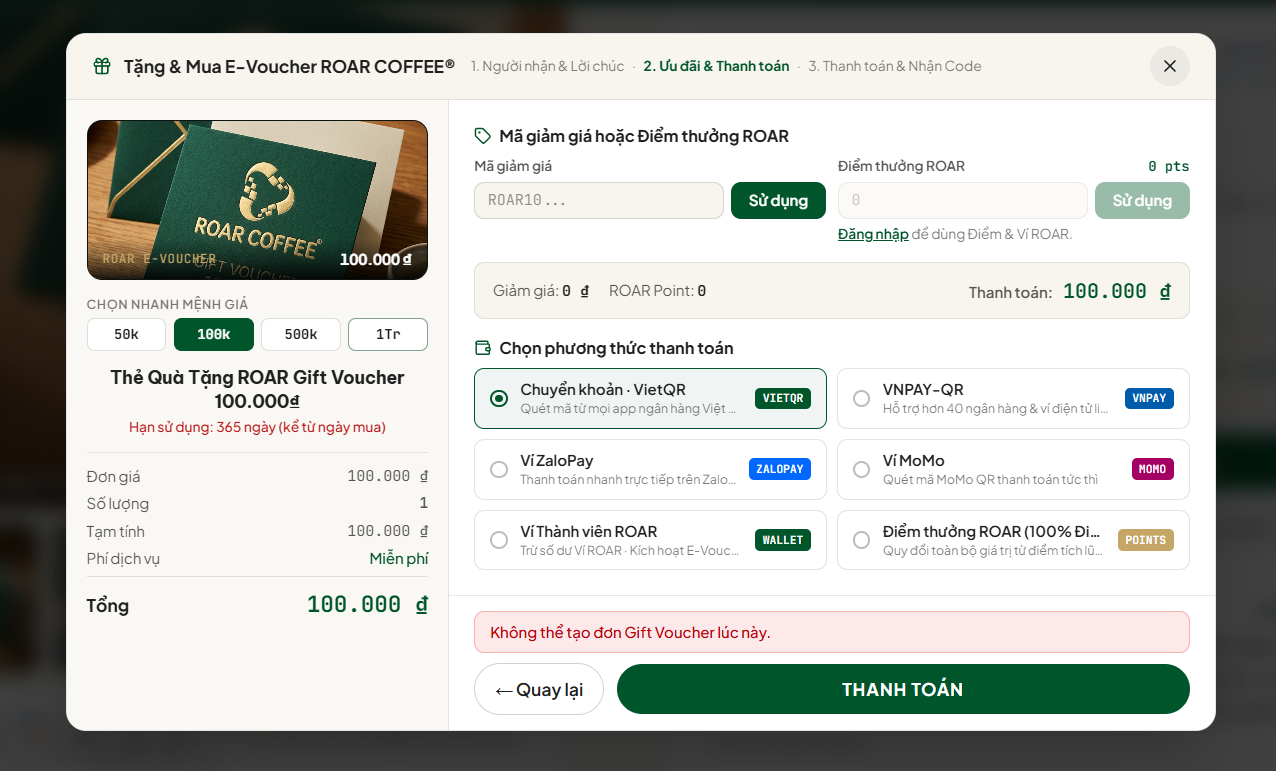 Tặng & Mua E-Voucher ROAR COFFEE®
1. Người nhận & Lời chúc · 2. Ưu đãi & Thanh toán · 3. Thanh toán & Nhận Code
ROAR COFFEE®
GIFT VOUCHER
ROAR E-VOUCHER
100.000 ₫
CHỌN NHANH MỆNH GIÁ
50k
100k
500k
1Tr
Thẻ Quà Tặng ROAR Gift Voucher
100.000₫
Hạn sử dụng: 365 ngày (kể từ ngày mua)
Đơn giá 100.000 ₫
Số lượng 1
Tạm tính 100.000 ₫
Phí dịch vụ Miễn phí
Tổng 100.000 ₫
Mã giảm giá hoặc Điểm thưởng ROAR
Mã giảm giá
ROAR10...
Sử dụng
Điểm thưởng ROAR 0 pts
0
Sử dụng
Đăng nhập để dùng Điểm & Ví ROAR.
Giảm giá: 0 ₫ ROAR Point: 0
Thanh toán: 100.000 ₫
Chọn phương thức thanh toán
Chuyển khoản · VietQR
Quét mã từ mọi app ngân hàng Việt ...
VIETQR
VNPAY-QR
Hỗ trợ hơn 40 ngân hàng & ví điện tử li...
VNPAY
Ví ZaloPay
Thanh toán nhanh trực tiếp trên Zalo...
ZALOPAY
Ví MoMo
Quét mã MoMo QR thanh toán tức thì
MOMO
Ví Thành viên ROAR
Trừ số dư Ví ROAR · Kích hoạt E-Vouc...
WALLET
Điểm thưởng ROAR (100% Đi...
Quy đổi toàn bộ giá trị từ điểm tích lũ...
POINTS
Không thể tạo đơn Gift Voucher lúc này.
← Quay lại
THANH TOÁN